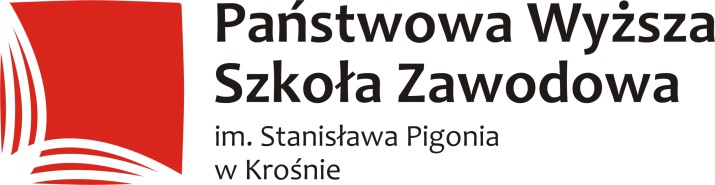 Państwowa Wyższa
Szkoła Zawodowa
im. Stanisława Pigonia
w Krośnie